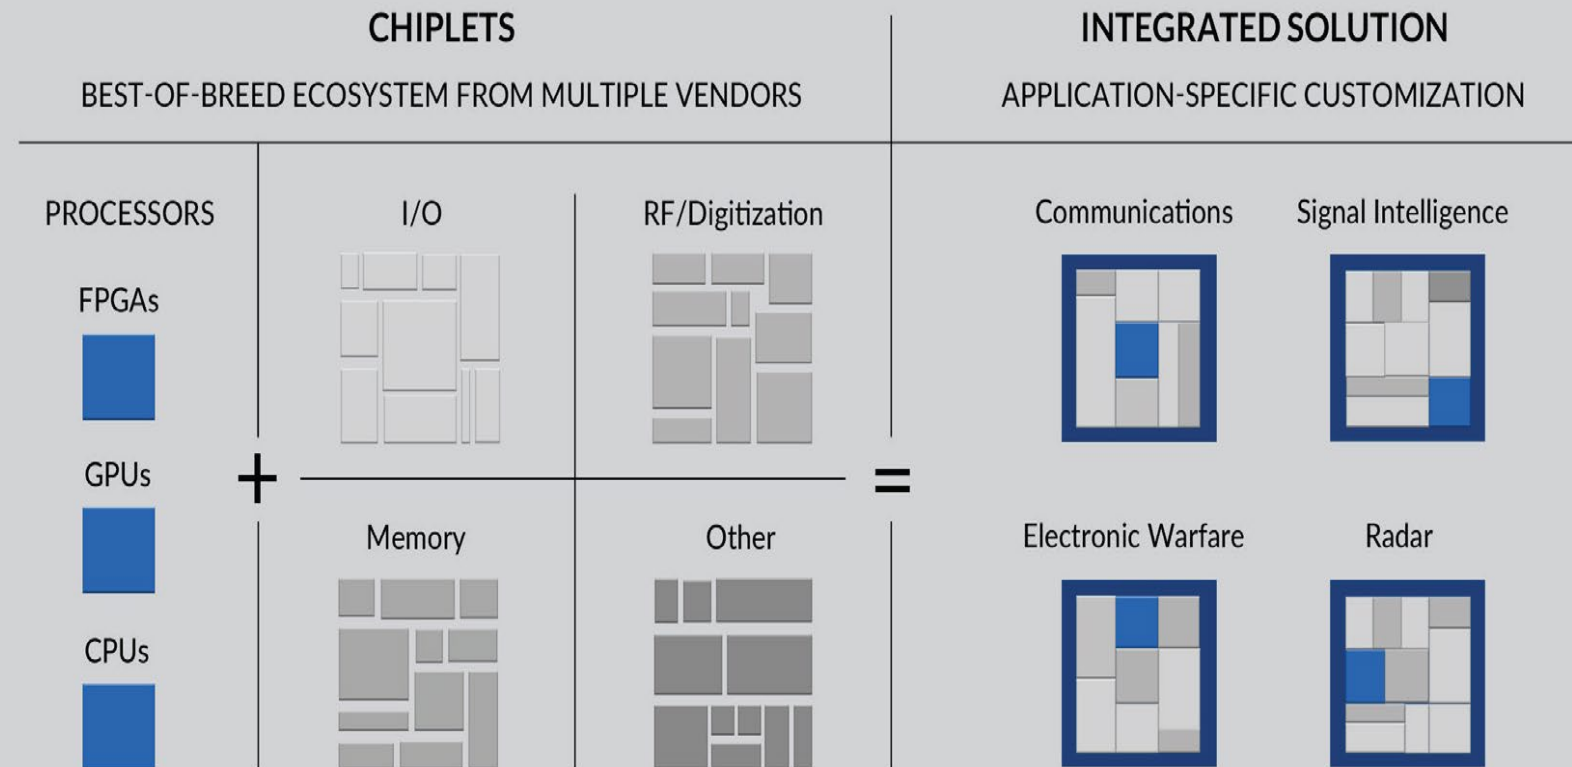 CHIPLETS
BEST-OF-BREED ECOSYSTEM FROM MULTIPLE VENDORS
INTEGRATED SOLUTION
APPLICATION-SPECIFIC CUSTOMIZATION
PROCESSORS
FPGAs
GPUs
CPUs
+
I/O
RF/Digitization
Memory
Other
=
Communications
Signal Intelligence
Electronic Warfare
Radar